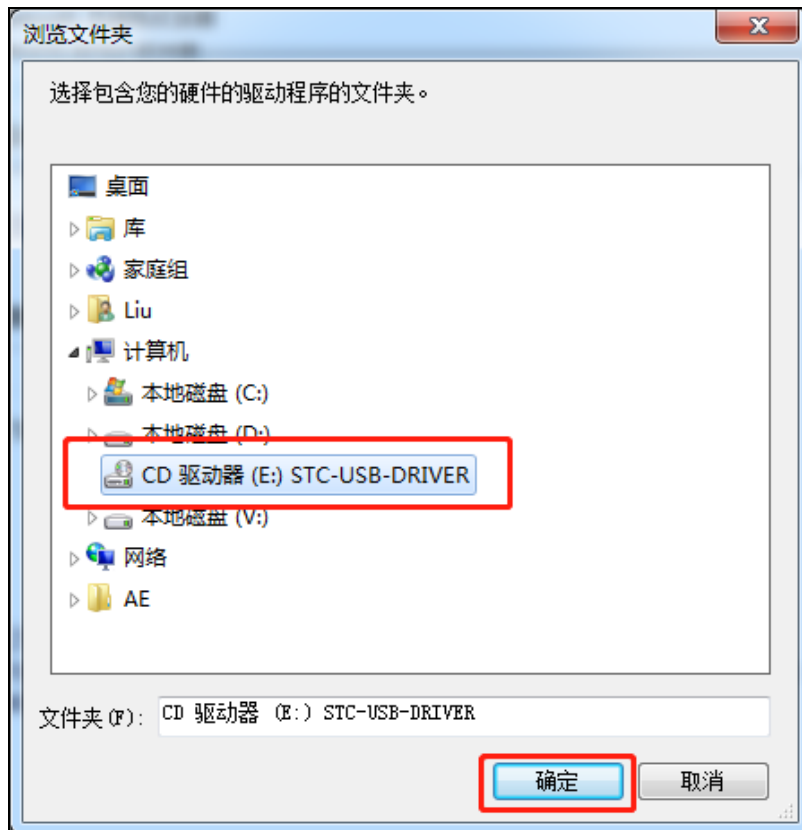 浏览文件夹
选择包含您的硬件的驱动程序的文件夹。
桌面
库
家庭组
Liu
计算机
本地磁盘 (C:)
本地磁盘 (D:)
CD 驱动器 (E:) STC-USB-DRIVER
本地磁盘 (V:)
网络
AE
文件夹(F): CD 驱动器 (E:) STC-USB-DRIVER
确定 取消